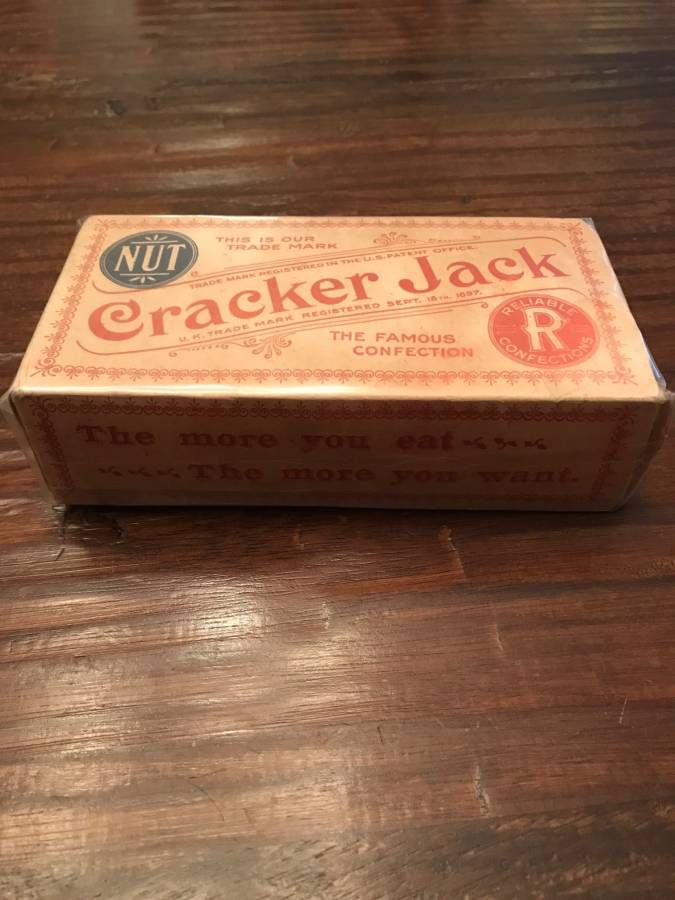 NUT
THIS IS OUR
TRADE MARK
TRADE MARK REGISTERED IN THE U.S. PATENT OFFICE.
Cracker Jack
U.K. TRADE MARK REGISTERED SEPT. 18TH. 1897.
THE FAMOUS
CONFECTION
RELIABLE
R
CONFECTIONS
The more you eat
The more you want.